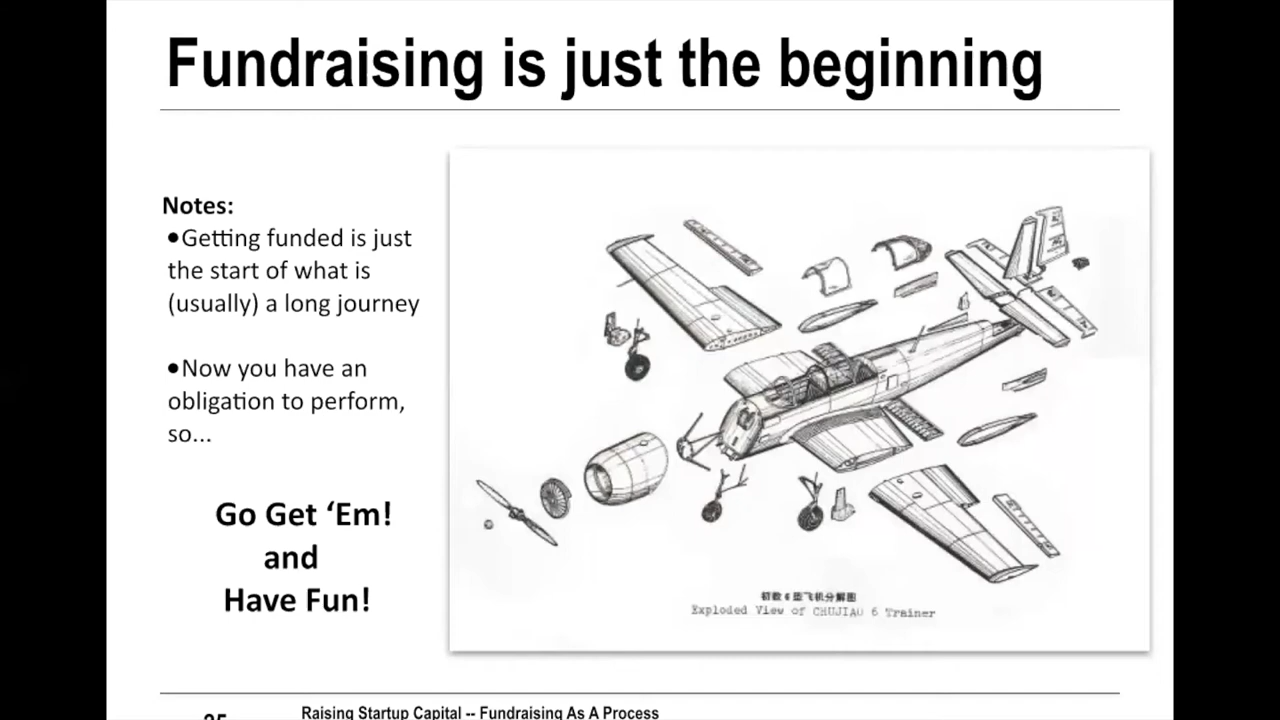 Fundraising is just the beginning
Notes:
•Getting funded is just
the start of what is
(usually) a long journey
•Now you have an
obligation to perform,
so...
Go Get ‘Em!
and
Have Fun!
初教6型飞机分解图
Exploded View of CHUJIAO 6 Trainer
Raising Startup Capital -- Fundraising As A Process